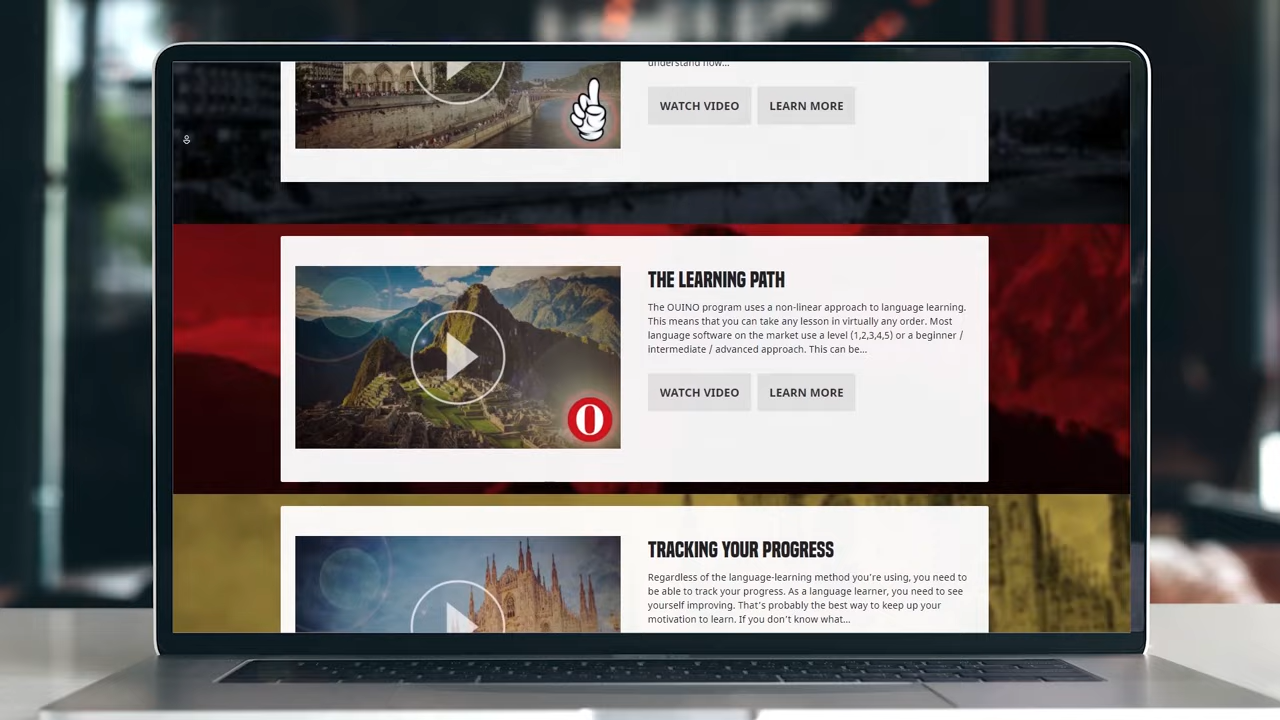 understand how...
WATCH VIDEO LEARN MORE
THE LEARNING PATH
The OUINO program uses a non-linear approach to language learning.
This means that you can take any lesson in virtually any order. Most
language software on the market use a level (1,2,3,4,5) or a beginner /
intermediate / advanced approach. This can be...
O
WATCH VIDEO LEARN MORE
TRACKING YOUR PROGRESS
Regardless of the language-learning method you're using, you need to
be able to track your progress. As a language learner, you need to see
yourself improving. That's probably the best way to keep up your
motivation to learn. If you don't know what...